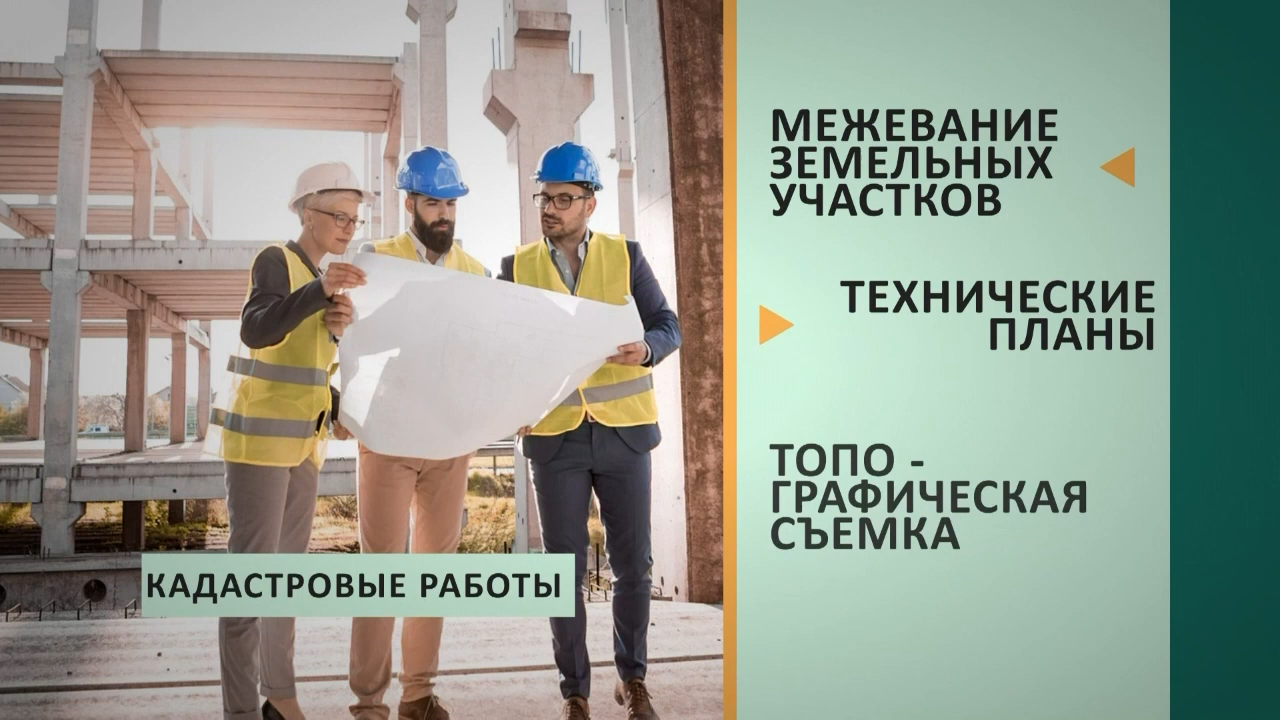 МЕЖЕВАНИЕ
ЗЕМЕЛЬНЫХ
УЧАСТКОВ
ТЕХНИЧЕСКИЕ
ПЛАНЫ
ТОПО -
ГРАФИЧЕСКАЯ
СЪЕМКА
КАДАСТРОВЫЕ РАБОТЫ